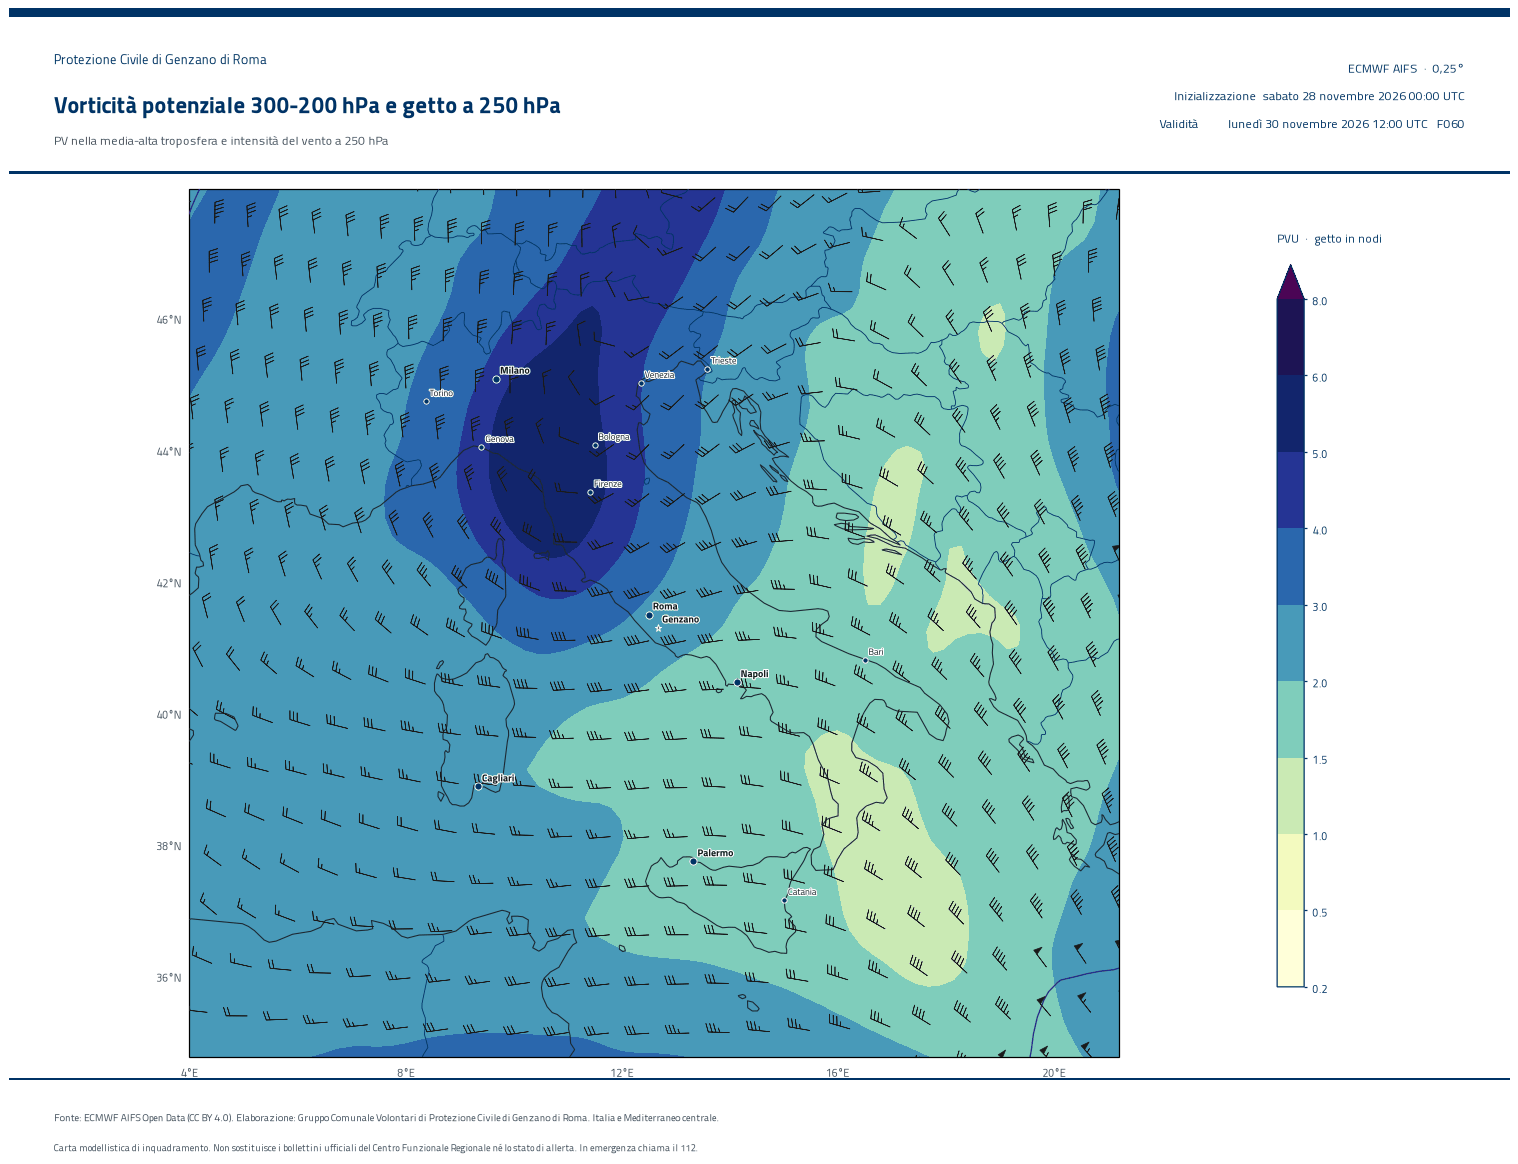 Protezione Civile di Genzano di Roma
Vorticità potenziale 300-200 hPa e getto a 250 hPa
PV nella media-alta troposfera e intensità del vento a 250 hPa
ECMWF AIFS · 0,25°
Inizializzazione sabato 28 novembre 2026 00:00 UTC
Validità lunedì 30 novembre 2026 12:00 UTC F060
PVU · getto in nodi
8.0
6.0
5.0
4.0
3.0
2.0
1.5
1.0
0.5
0.2
46°N
44°N
42°N
40°N
38°N
36°N
4°E
8°E
12°E
16°E
20°E
Trieste
Milano
Venezia
Torino
Genova
Bologna
Firenze
Roma
Genzano
Bari
Napoli
Cagliari
Palermo
Catania
Fonte: ECMWF AIFS Open Data (CC BY 4.0). Elaborazione: Gruppo Comunale Volontari di Protezione Civile di Genzano di Roma. Italia e Mediterraneo centrale.
Carta modellistica di inquadramento. Non sostituisce i bollettini ufficiali del Centro Funzionale Regionale né lo stato di allerta. In emergenza chiama il 112.